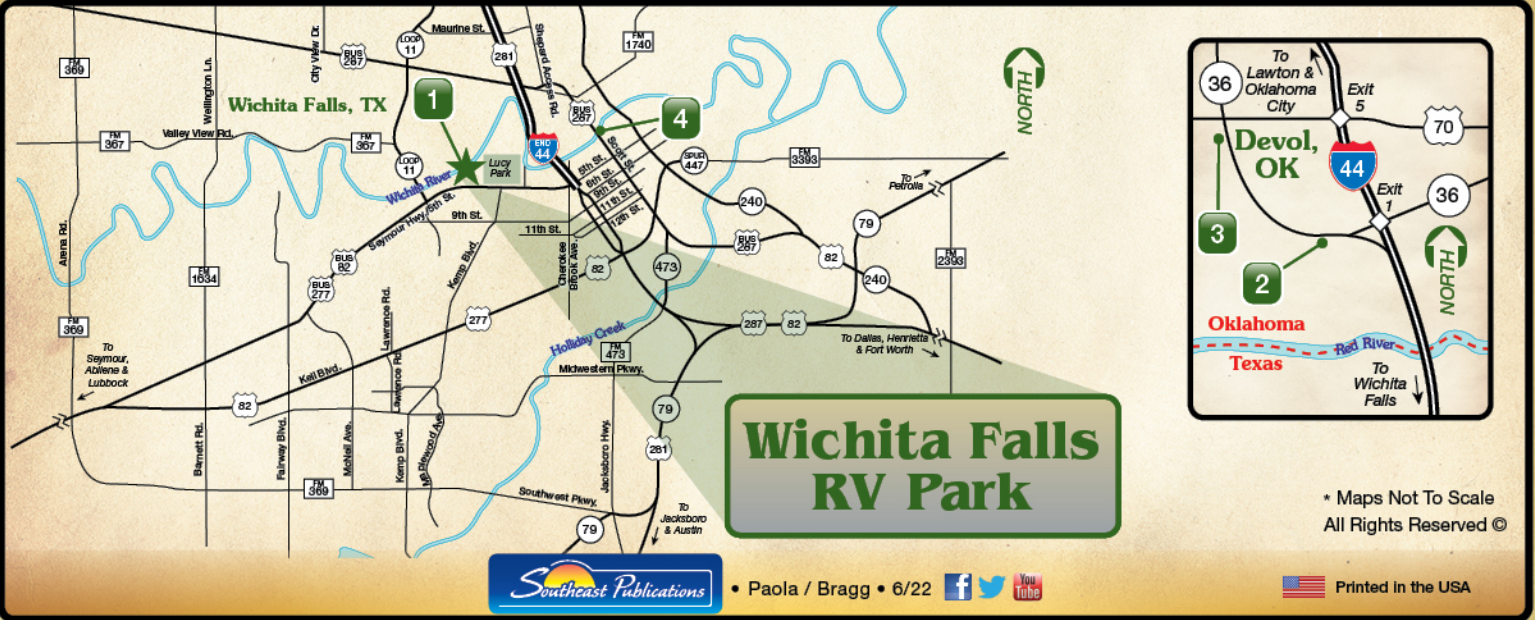 Maurine St.
City View Dr.
LOOP
11
281
Shepard Access Rd.
FM
1740
FM
369
BUS
287
Wellington Ln.
Wichita Falls, TX
1
BUS
287
4
Valley View Rd.
FM
367
FM
367
END
44
Scott St.
LOOP
11
Lucy
Park
5th St.
6th St.
9th St.
11th St.
12th St.
SPUR
447
FM
3393
To
Petrolia
Wichita River
Seymour Hwy./5th St.
9th St.
11th St.
240
79
Arena Rd.
BUS
82
Kemp Blvd.
Cherokee
Brook Ave.
82
473
BUS
287
82
240
FM
2393
FM
1634
BUS
277
Lawrence Rd.
277
Holliday Creek
287
82
To Dallas, Henrietta
& Fort Worth
FM
369
To
Seymour,
Abilene &
Lubbock
Kell Blvd.
Lawrence Rd.
FM
473
Midwestern Pkwy.
82
79
Barnett Rd.
Fairway Blvd.
McNeil Ave.
Kemp Blvd.
Maplewood Ave.
Jacksboro Hwy.
281
FM
369
Southwest Pkwy.
79
To
Jacksboro
& Austin
Wichita Falls
RV Park
NORTH
36
To
Lawton &
Oklahoma
City
Exit
5
70
Devol,
OK
44
Exit
1
36
3
2
NORTH
Oklahoma
Red River
Texas
To
Wichita
Falls
* Maps Not To Scale
All Rights Reserved ©
Southeast Publications
• Paola / Bragg • 6/22
f
You
Tube
Printed in the USA